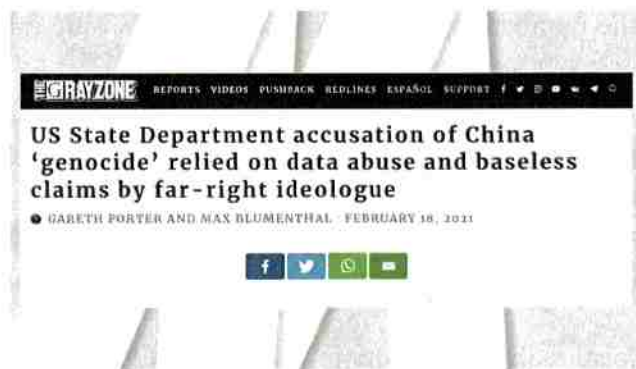 THE GRAYZONE REPORTS VIDEOS PUSHBACK REDLINES ESPAÑOL SUPPORT
US State Department accusation of China
‘genocide’ relied on data abuse and baseless
claims by far-right ideologue
GARETH PORTER AND MAX BLUMENTHAL · FEBRUARY 18, 2021